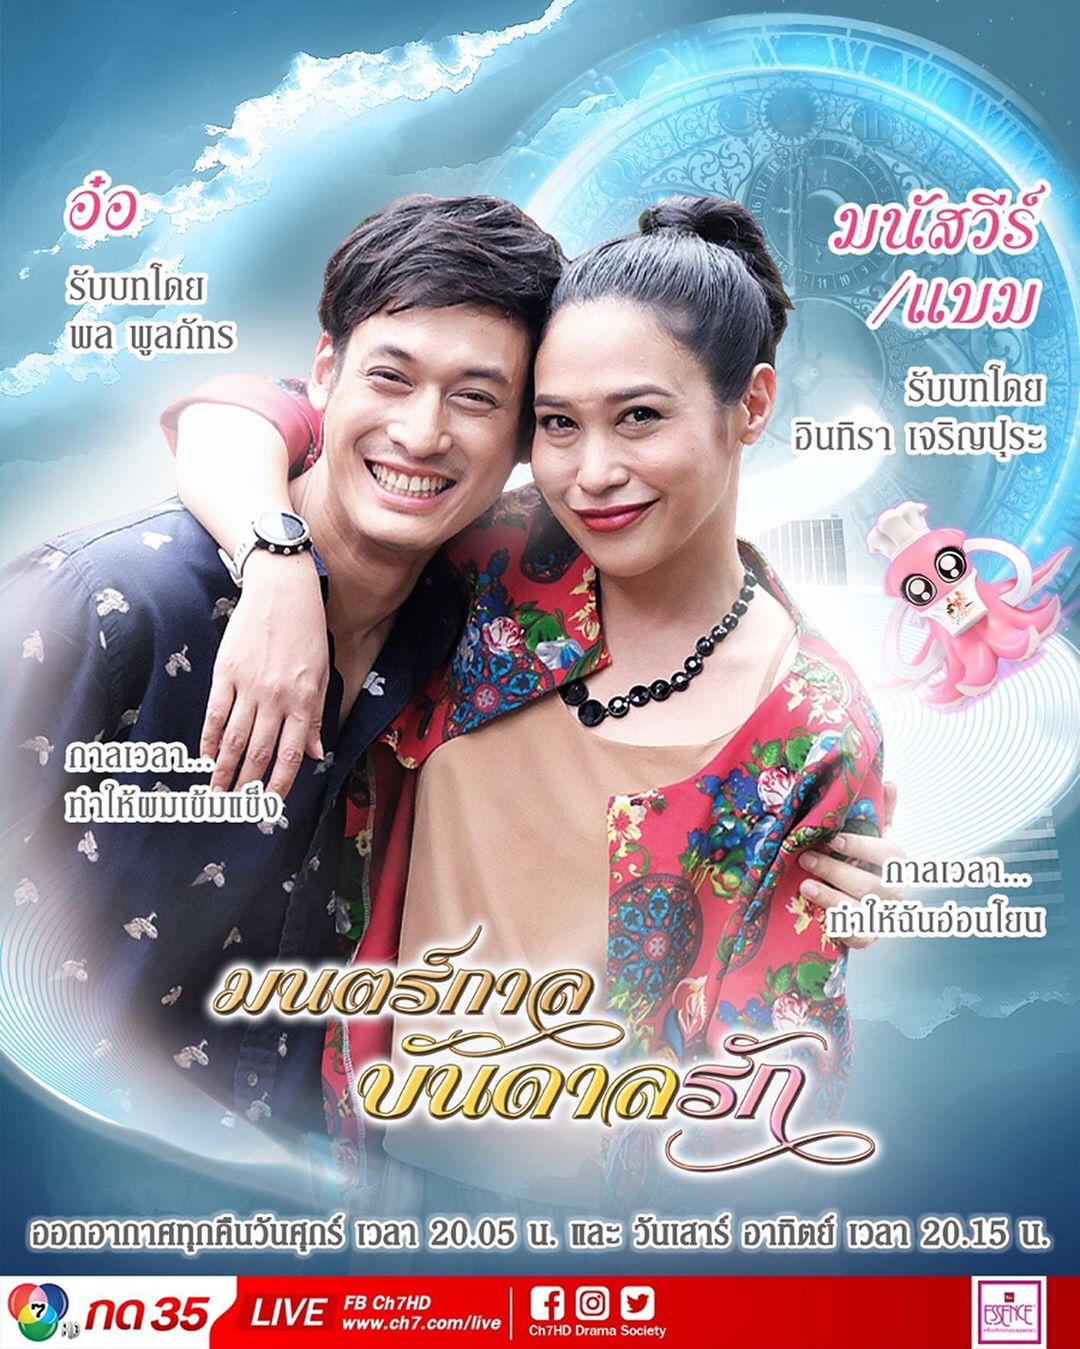 อ๋อ
รับบทโดย
พล พูลภัทร
มนัสวีร์
/แบม
รับบทโดย
อินทิรา เจริญปุระ
กาลเวลา...
ทำให้ผมเข้มแข็ง
กาลเวลา...
ทำให้ฉันอ่อนโยน
มนตร์กาล
บันดาลรัก
ออกอากาศทุกคืนวันศุกร์ เวลา 20.05 น. และ วันเสาร์ อาทิตย์ เวลา 20.15 น.
7 HD กด 35
LIVE
FB Ch7HD
www.ch7.com/live
Ch7HD Drama Society
ESSENCE